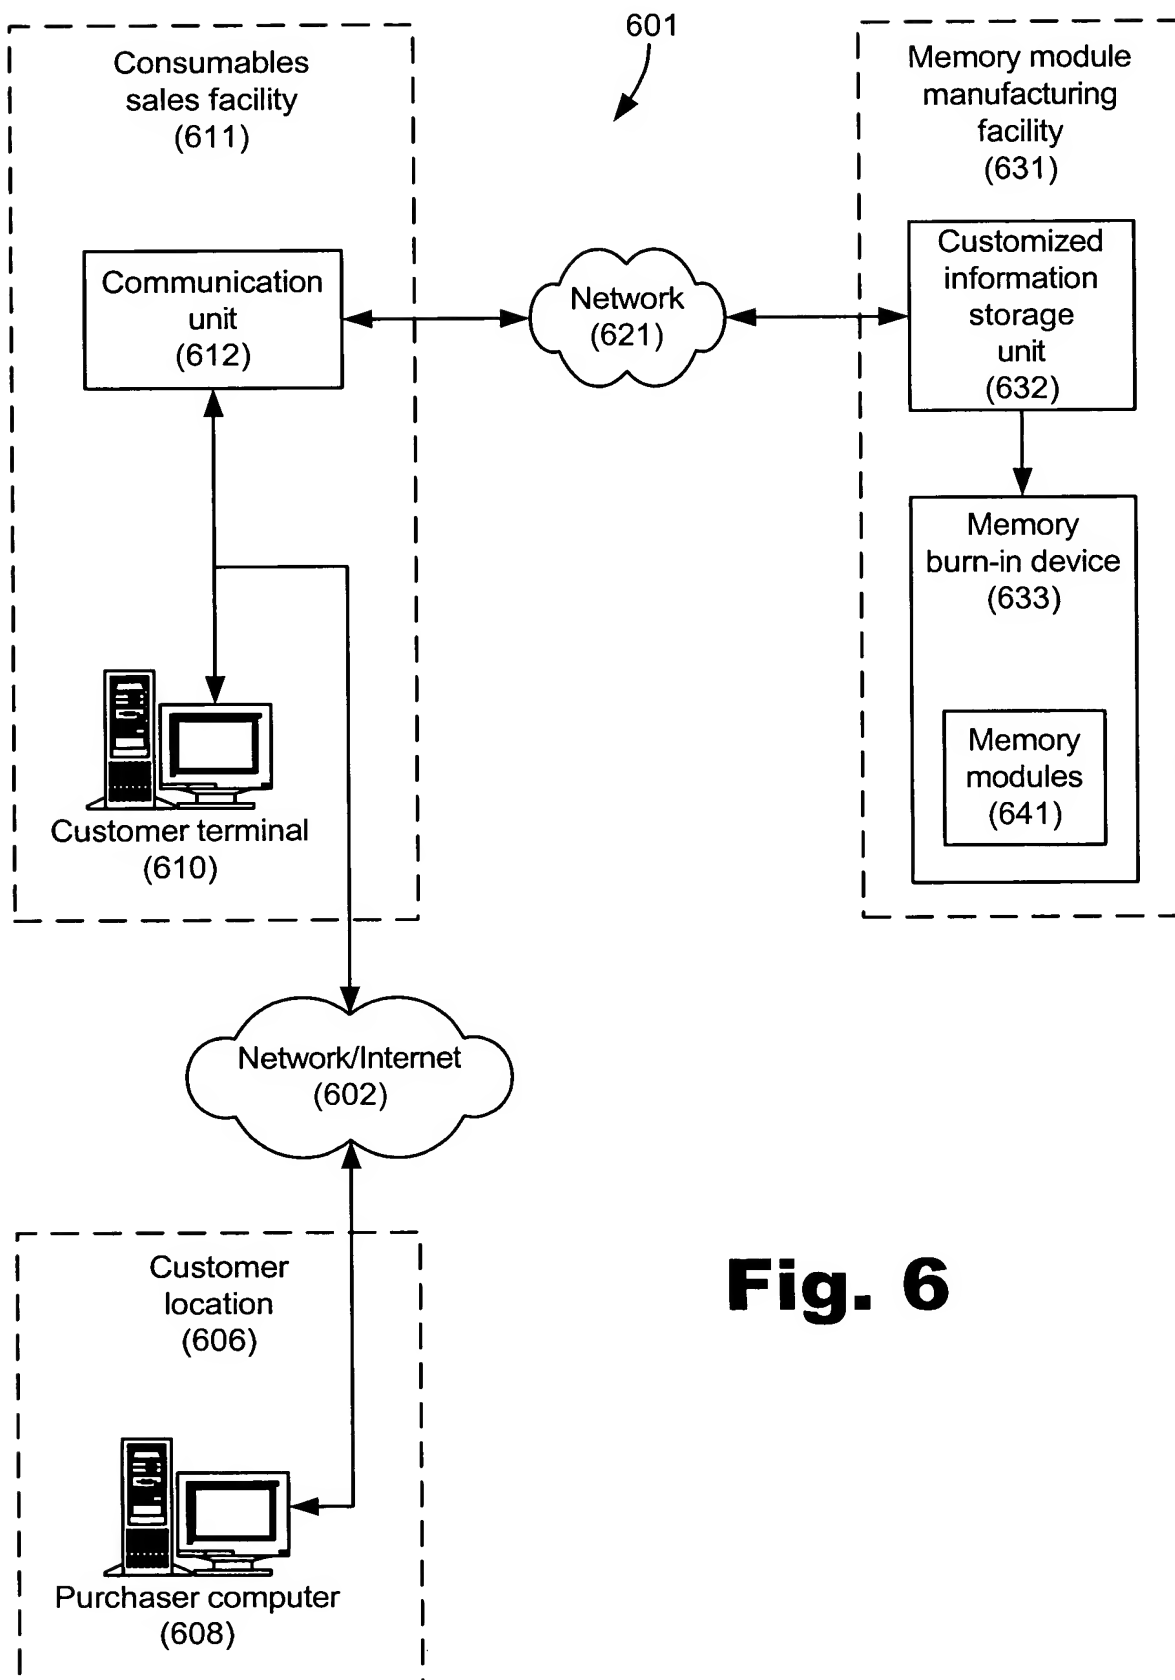 601
Consumables
sales facility
(611)
Communication
unit
(612)
Customer terminal
(610)
Network
(621)
Memory module
manufacturing
facility
(631)
Customized
information
storage
unit
(632)
Memory
burn-in device
(633)
Memory
modules
(641)
Network/Internet
(602)
Customer
location
(606)
Purchaser computer
(608)
Fig. 6